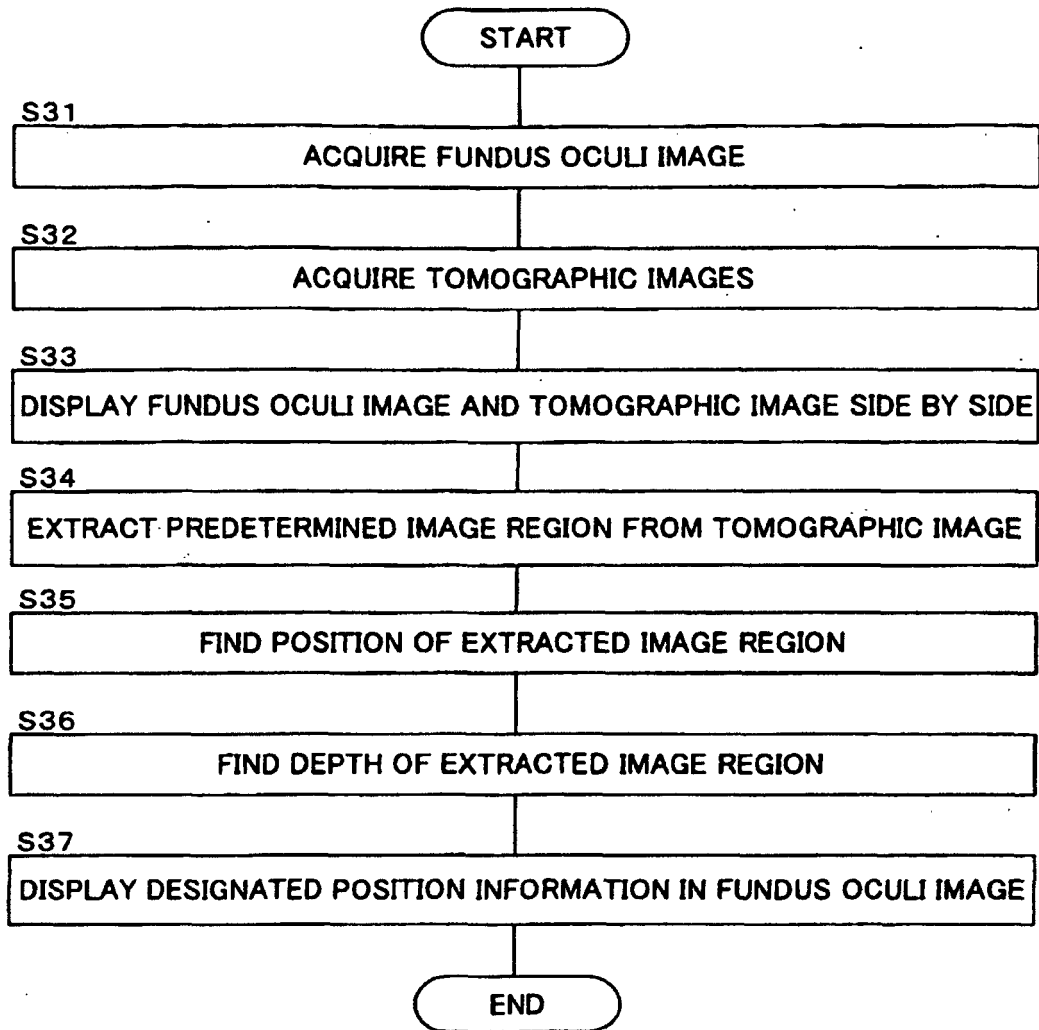 START
S31
ACQUIRE FUNDUS OCULI IMAGE
S32
ACQUIRE TOMOGRAPHIC IMAGES
S33
DISPLAY FUNDUS OCULI IMAGE AND TOMOGRAPHIC IMAGE SIDE BY SIDE
S34
EXTRACT PREDETERMINED IMAGE REGION FROM TOMOGRAPHIC IMAGE
S35
FIND POSITION OF EXTRACTED IMAGE REGION
S36
FIND DEPTH OF EXTRACTED IMAGE REGION
S37
DISPLAY DESIGNATED POSITION INFORMATION IN FUNDUS OCULI IMAGE
END